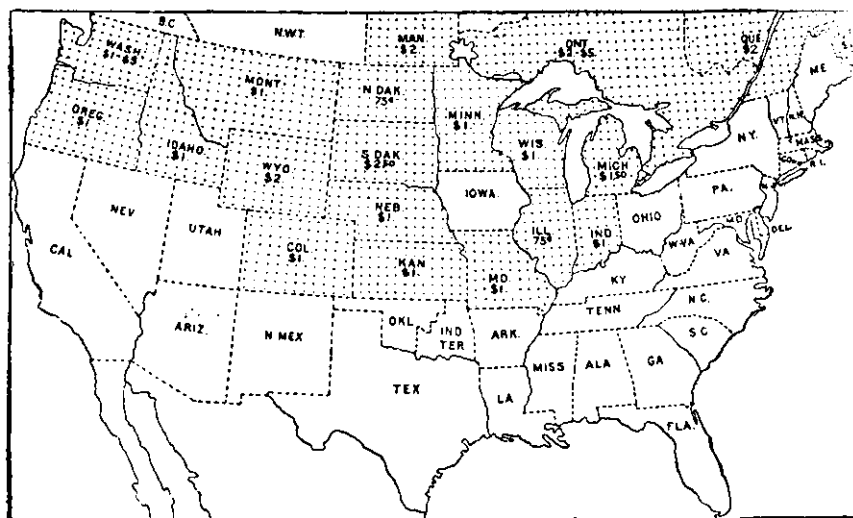 B.C
N.W.T.
MAN
$2
ONT
$2-$5
QUE
$2
WASH
$1-$5
MONT.
$1
N DAK
75¢
MINN.
$1
ME
OREG.
$1
IDAHO
$1
WYO
$2
S DAK
$2.50
WIS
$1
MICH
$1.50
N.Y.
VT
N.H.
MASS
CON.
R.I.
NEV
UTAH
COL
$1
NEB
$1
IOWA.
ILL
75¢
IND
$1
OHIO
PA.
N.J.
MD.
DEL.
CAL
KAN
$1.
MO.
$1.
W-VA
VA
KY
ARIZ.
N MEX
OKL.
IND
TER
ARK.
TENN
N.C.
S.C
TEX
LA
MISS
ALA
GA
FLA.